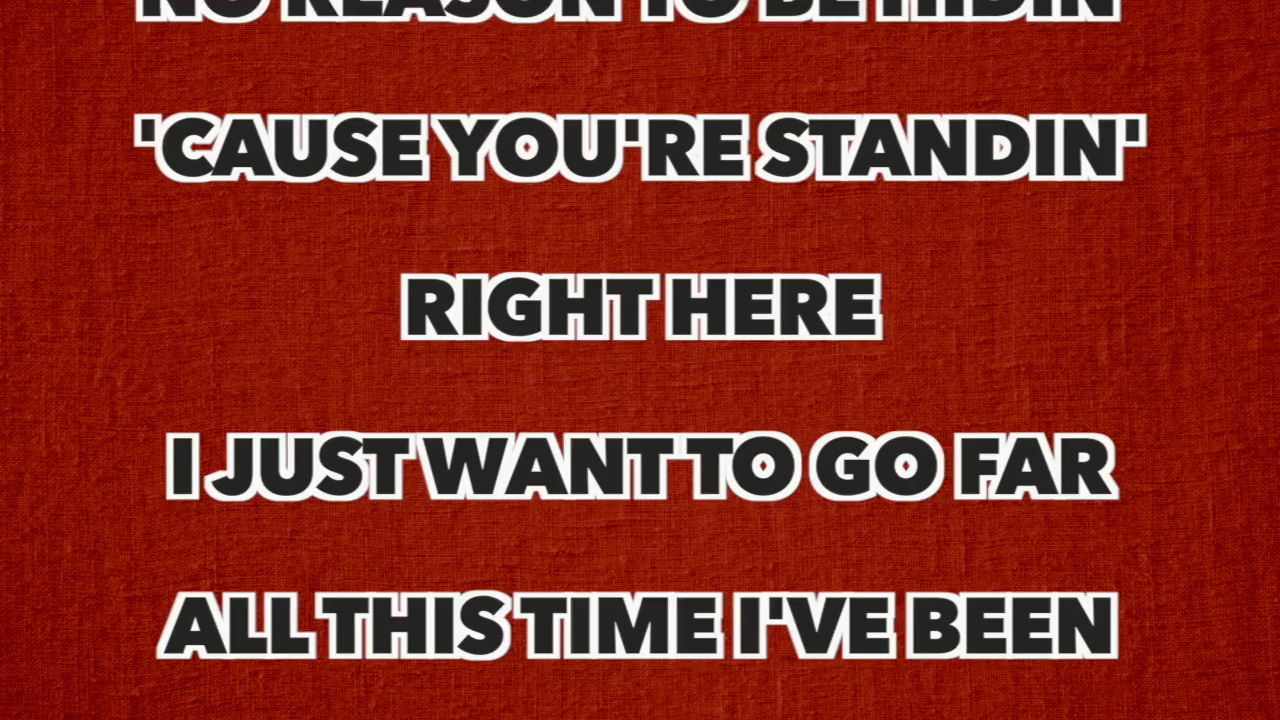 NO REASON TO BE HIDIN'
'CAUSE YOU'RE STANDIN'
RIGHT HERE
I JUST WANT TO GO FAR
ALL THIS TIME I'VE BEEN